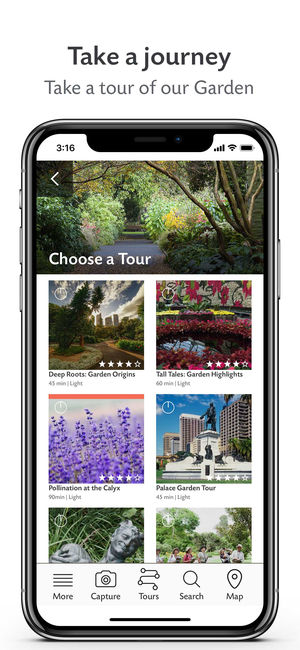 Take a journey
Take a tour of our Garden
3:16
Choose a Tour
Deep Roots: Garden Origins
45 min | Light
Tall Tales: Garden Highlights
60 min | Light
Pollination at the Calyx
90min | Light
Palace Garden Tour
45 min | Light
More
Capture
Tours
Search
Map